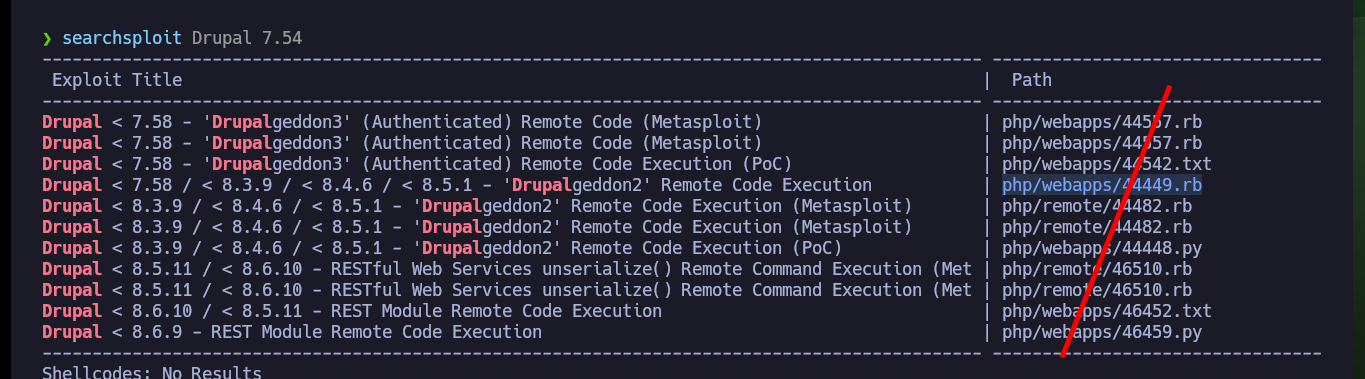 ❯ searchsploit Drupal 7.54
---------------------------------------------------------------------------------------------- ---------------------------------
Exploit Title | Path
---------------------------------------------------------------------------------------------- ---------------------------------
Drupal < 7.58 - 'Drupalgeddon3' (Authenticated) Remote Code (Metasploit) | php/webapps/44557.rb
Drupal < 7.58 - 'Drupalgeddon3' (Authenticated) Remote Code (Metasploit) | php/webapps/44557.rb
Drupal < 7.58 - 'Drupalgeddon3' (Authenticated) Remote Code Execution (PoC) | php/webapps/44542.txt
Drupal < 7.58 / < 8.3.9 / < 8.4.6 / < 8.5.1 - 'Drupalgeddon2' Remote Code Execution | php/webapps/44449.rb
Drupal < 8.3.9 / < 8.4.6 / < 8.5.1 - 'Drupalgeddon2' Remote Code Execution (Metasploit) | php/remote/44482.rb
Drupal < 8.3.9 / < 8.4.6 / < 8.5.1 - 'Drupalgeddon2' Remote Code Execution (Metasploit) | php/remote/44482.rb
Drupal < 8.3.9 / < 8.4.6 / < 8.5.1 - 'Drupalgeddon2' Remote Code Execution (PoC) | php/webapps/44448.py
Drupal < 8.5.11 / < 8.6.10 - RESTful Web Services unserialize() Remote Command Execution (Met | php/remote/46510.rb
Drupal < 8.5.11 / < 8.6.10 - RESTful Web Services unserialize() Remote Command Execution (Met | php/remote/46510.rb
Drupal < 8.6.10 / < 8.5.11 - REST Module Remote Code Execution | php/webapps/46452.txt
Drupal < 8.6.9 - REST Module Remote Code Execution | php/webapps/46459.py
---------------------------------------------------------------------------------------------- ---------------------------------
Shellcodes: No Results